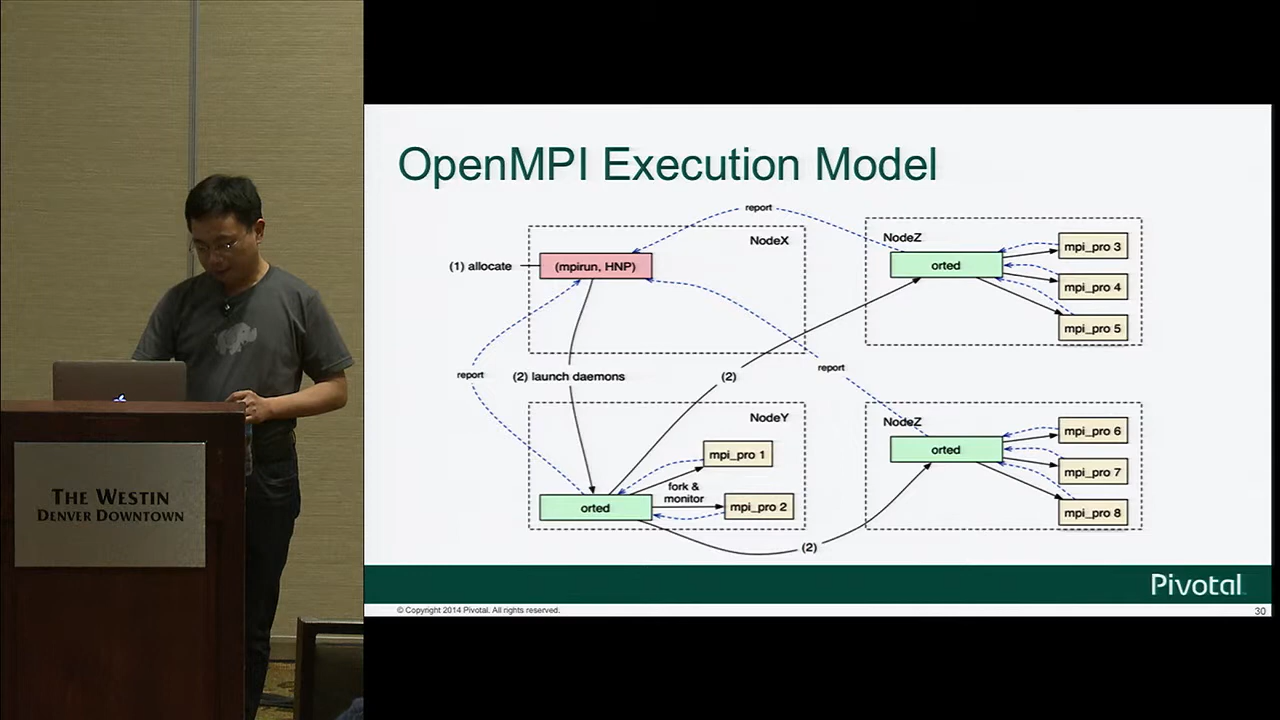 THE WESTIN
DENVER DOWNTOWN
OpenMPI Execution Model
report
NodeX
(1) allocate
(mpirun, HNP)
NodeZ
orted
mpi_pro 3
mpi_pro 4
mpi_pro 5
report
(2) launch daemons
(2)
report
NodeY
mpi_pro 1
fork &
monitor
orted
mpi_pro 2
(2)
NodeZ
orted
mpi_pro 6
mpi_pro 7
mpi_pro 8
Pivotal
© Copyright 2014 Pivotal. All rights reserved.
30